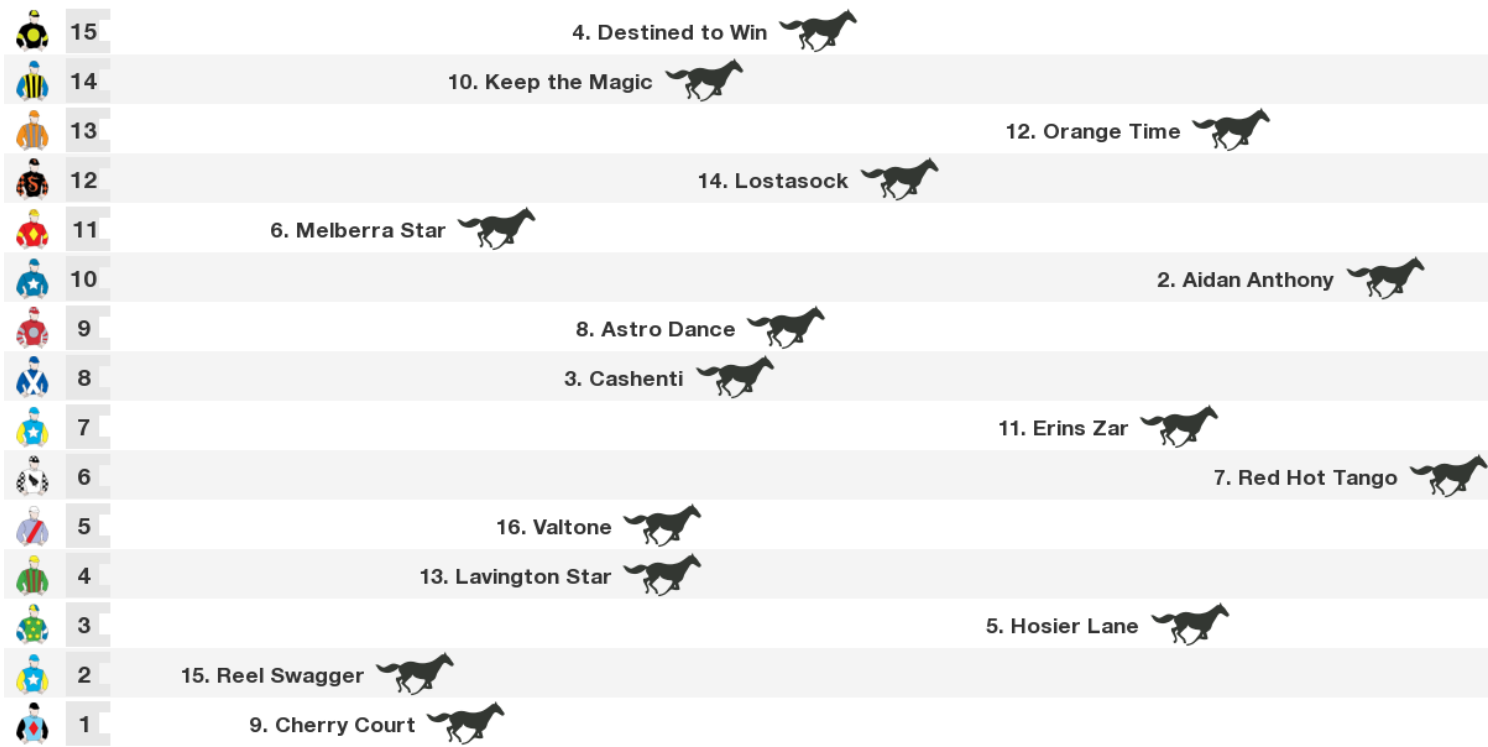 15 4. Destined to Win
14 10. Keep the Magic
13 12. Orange Time
12 14. Lostasock
11 6. Melberra Star
10 2. Aidan Anthony
9 8. Astro Dance
8 3. Cashenti
7 11. Erins Zar
6 7. Red Hot Tango
5 16. Valtone
4 13. Lavington Star
3 5. Hosier Lane
2 15. Reel Swagger
1 9. Cherry Court